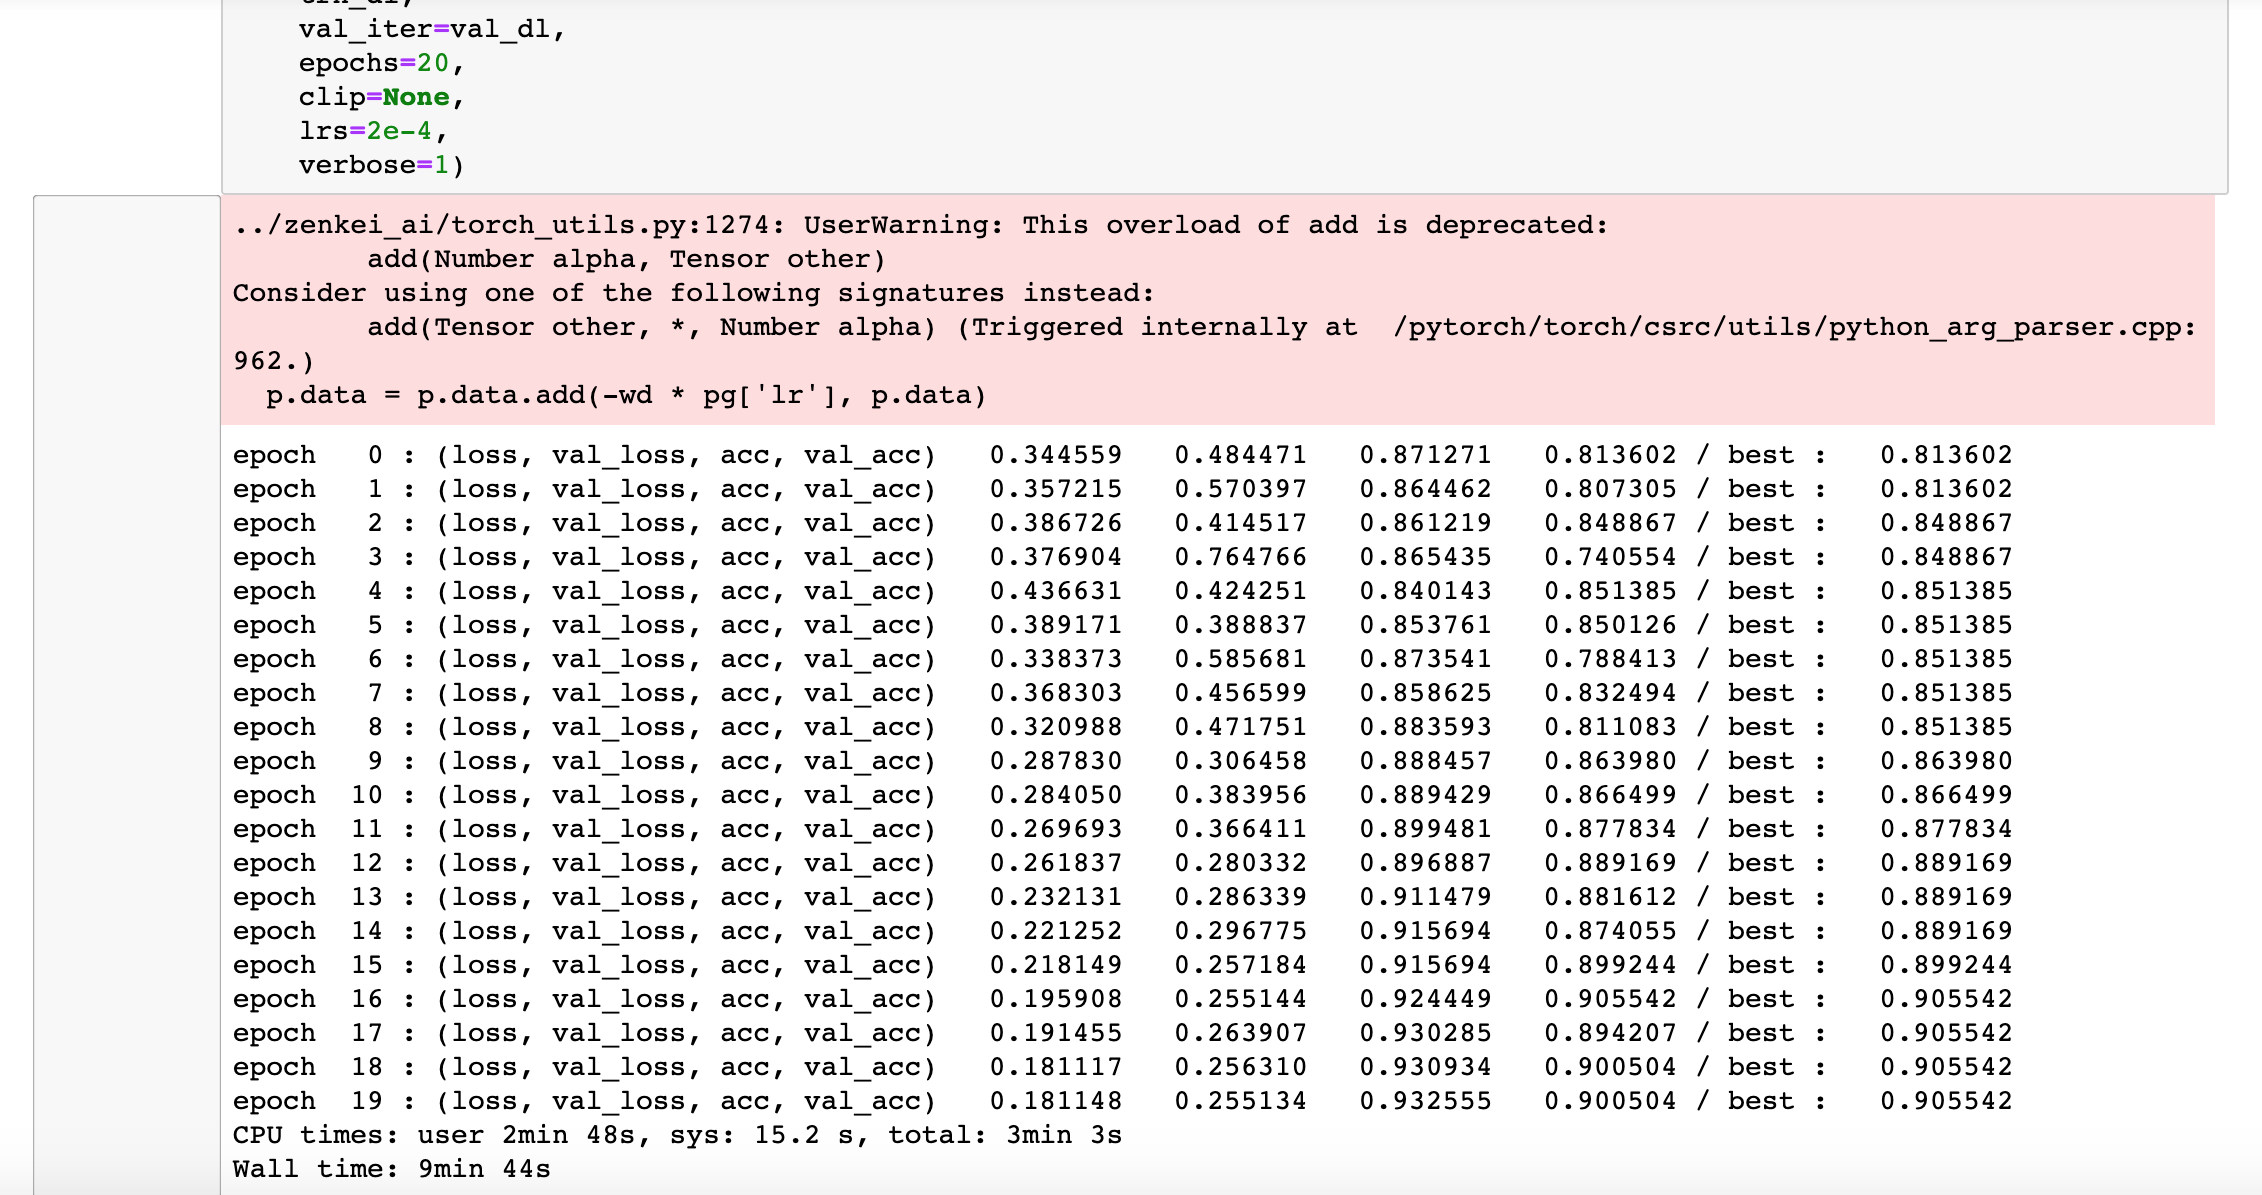 val_iter=val_dl,
epochs=20,
clip=None,
lrs=2e-4,
verbose=1)
../zenkei_ai/torch_utils.py:1274: UserWarning: This overload of add is deprecated:
add(Number alpha, Tensor other)
Consider using one of the following signatures instead:
add(Tensor other, *, Number alpha) (Triggered internally at  /pytorch/torch/csrc/utils/python_arg_parser.cpp:
962.)
p.data = p.data.add(-wd * pg['lr'], p.data)
epoch   0 : (loss, val_loss, acc, val_acc)   0.344559   0.484471   0.871271   0.813602 / best :   0.813602
epoch   1 : (loss, val_loss, acc, val_acc)   0.357215   0.570397   0.864462   0.807305 / best :   0.813602
epoch   2 : (loss, val_loss, acc, val_acc)   0.386726   0.414517   0.861219   0.848867 / best :   0.848867
epoch   3 : (loss, val_loss, acc, val_acc)   0.376904   0.764766   0.865435   0.740554 / best :   0.848867
epoch   4 : (loss, val_loss, acc, val_acc)   0.436631   0.424251   0.840143   0.851385 / best :   0.851385
epoch   5 : (loss, val_loss, acc, val_acc)   0.389171   0.388837   0.853761   0.850126 / best :   0.851385
epoch   6 : (loss, val_loss, acc, val_acc)   0.338373   0.585681   0.873541   0.788413 / best :   0.851385
epoch   7 : (loss, val_loss, acc, val_acc)   0.368303   0.456599   0.858625   0.832494 / best :   0.851385
epoch   8 : (loss, val_loss, acc, val_acc)   0.320988   0.471751   0.883593   0.811083 / best :   0.851385
epoch   9 : (loss, val_loss, acc, val_acc)   0.287830   0.306458   0.888457   0.863980 / best :   0.863980
epoch  10 : (loss, val_loss, acc, val_acc)   0.284050   0.383956   0.889429   0.866499 / best :   0.866499
epoch  11 : (loss, val_loss, acc, val_acc)   0.269693   0.366411   0.899481   0.877834 / best :   0.877834
epoch  12 : (loss, val_loss, acc, val_acc)   0.261837   0.280332   0.896887   0.889169 / best :   0.889169
epoch  13 : (loss, val_loss, acc, val_acc)   0.232131   0.286339   0.911479   0.881612 / best :   0.889169
epoch  14 : (loss, val_loss, acc, val_acc)   0.221252   0.296775   0.915694   0.874055 / best :   0.889169
epoch  15 : (loss, val_loss, acc, val_acc)   0.218149   0.257184   0.915694   0.899244 / best :   0.899244
epoch  16 : (loss, val_loss, acc, val_acc)   0.195908   0.255144   0.924449   0.905542 / best :   0.905542
epoch  17 : (loss, val_loss, acc, val_acc)   0.191455   0.263907   0.930285   0.894207 / best :   0.905542
epoch  18 : (loss, val_loss, acc, val_acc)   0.181117   0.256310   0.930934   0.900504 / best :   0.905542
epoch  19 : (loss, val_loss, acc, val_acc)   0.181148   0.255134   0.932555   0.900504 / best :   0.905542
CPU times: user 2min 48s, sys: 15.2 s, total: 3min 3s
Wall time: 9min 44s